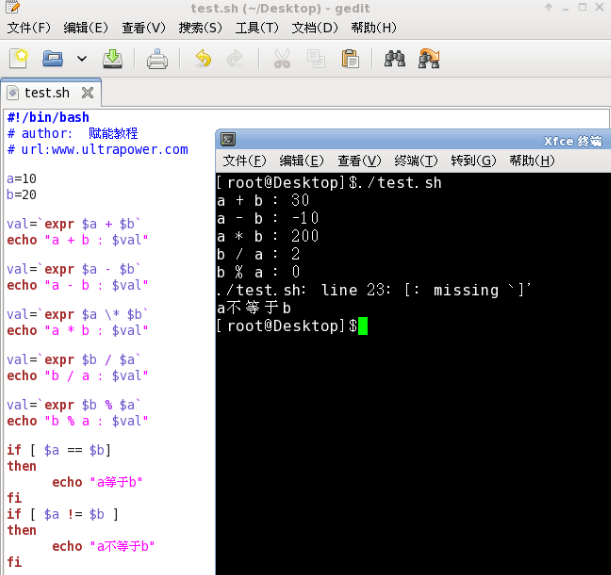 test.sh (~/Desktop) - gedit
文件(F) 编辑(E) 查看(V) 搜索(S) 工具(T) 文档(D) 帮助(H)
test.sh
#!/bin/bash
# author: 赋能教程
# url:www.ultrapower.com
a=10
b=20
val=`expr $a + $b`
echo "a + b : $val"
val=`expr $a - $b`
echo "a - b : $val"
val=`expr $a \* $b`
echo "a * b : $val"
val=`expr $b / $a`
echo "b / a : $val"
val=`expr $b % $a`
echo "b % a : $val"
if [ $a == $b]
then
echo "a等于b"
fi
if [ $a != $b ]
then
echo "a不等于b"
fi
Xfce 终端
文件(F) 编辑(E) 查看(V) 终端(T) 转到(G) 帮助(H)
[root@Desktop]$./test.sh
a + b : 30
a - b : -10
a * b : 200
b / a : 2
b % a : 0
./test.sh: line 23: [: missing `]'
a不等于b
[root@Desktop]$